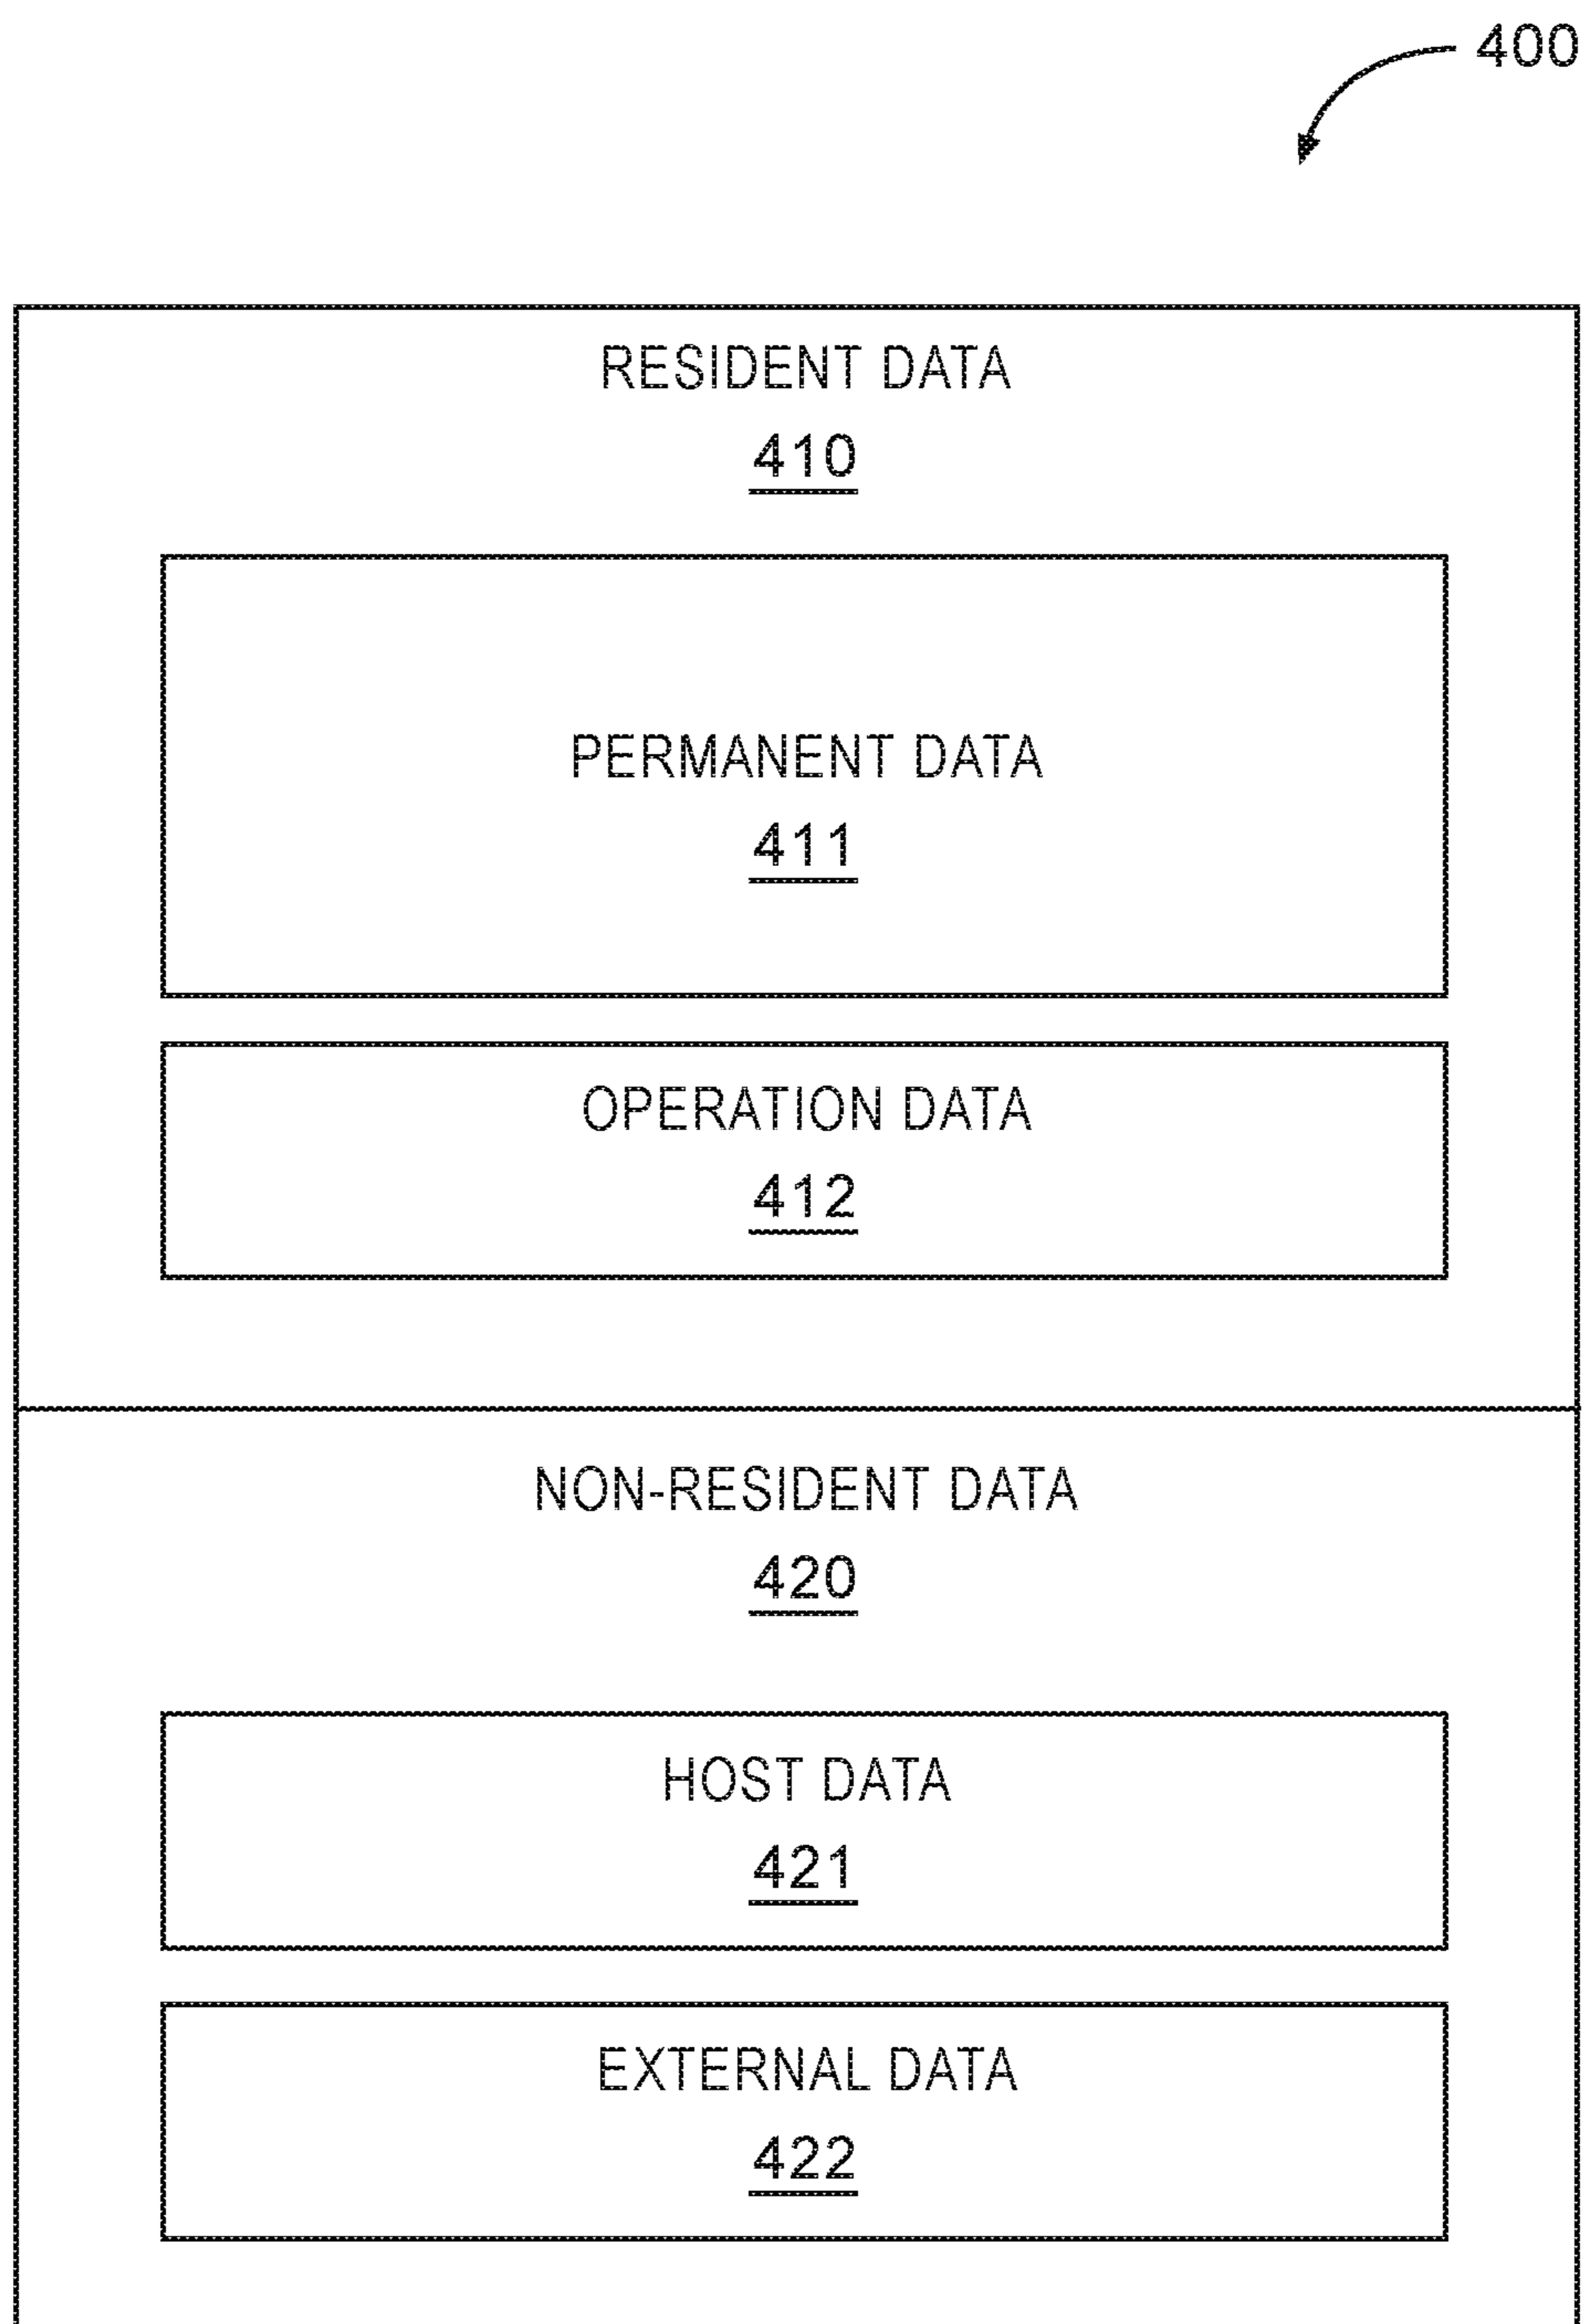 400
RESIDENT DATA
410
PERMANENT DATA
411
OPERATION DATA
412
NON-RESIDENT DATA
420
HOST DATA
421
EXTERNAL DATA
422